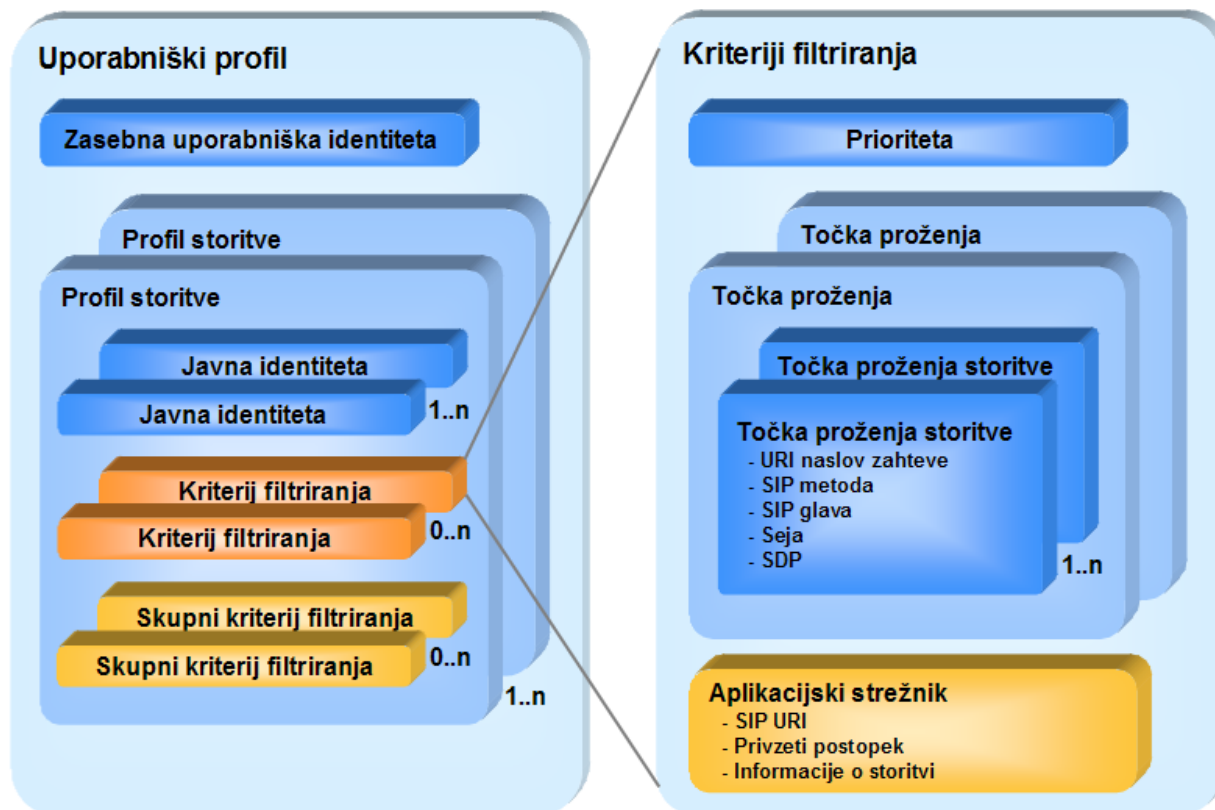 Uporabniški profil
Zasebna uporabniška identiteta
Profil storitve
Profil storitve
Javna identiteta
Javna identiteta
1..n
Kriterij filtriranja
Kriterij filtriranja
0..n
Skupni kriterij filtriranja
Skupni kriterij filtriranja
0..n
1..n
Kriteriji filtriranja
Prioriteta
Točka proženja
Točka proženja
Točka proženja storitve
Točka proženja storitve
- URI naslov zahteve
- SIP metoda
- SIP glava
- Seja
- SDP
1..n
Aplikacijski strežnik
- SIP URI
- Privzeti postopek
- Informacije o storitvi